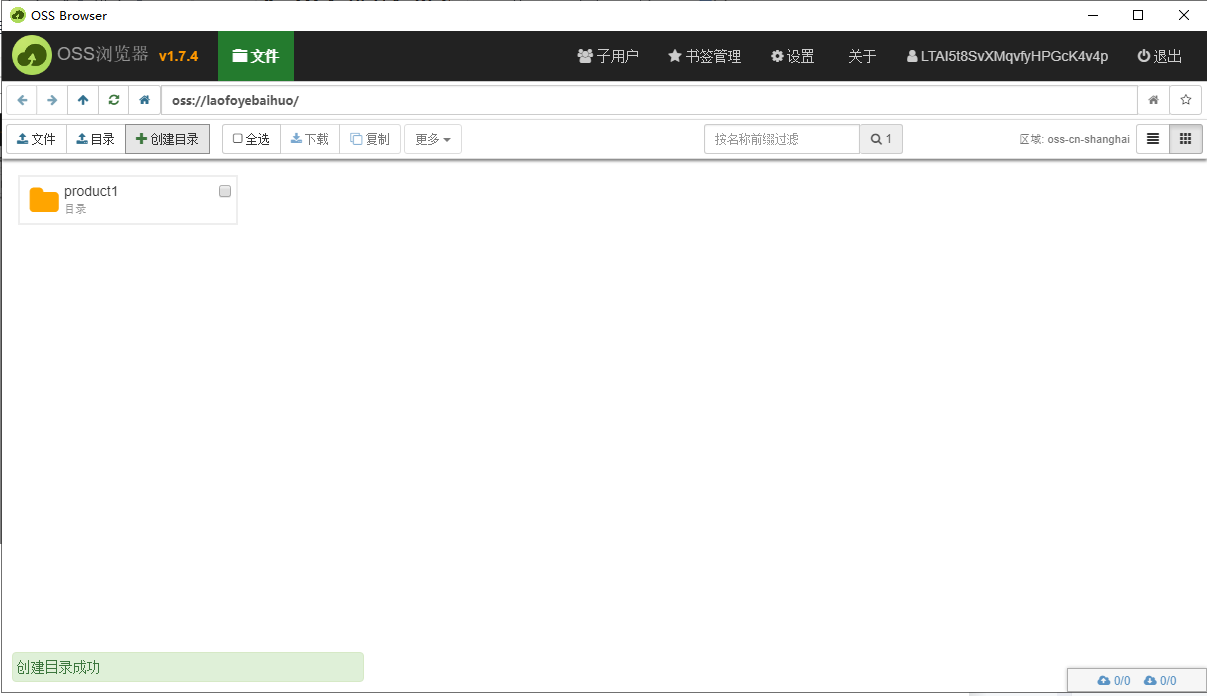 OSS Browser
OSS浏览器 v1.7.4 文件 子用户 书签管理 设置 关于 LTAI5t8SvXMqvfyHPGcK4v4p 退出
oss://laofoyebaihuo/
文件 目录 创建目录 全选 下载 复制 更多 按名称前缀过滤 1 区域: oss-cn-shanghai
product1
目录
创建目录成功
0/0 0/0